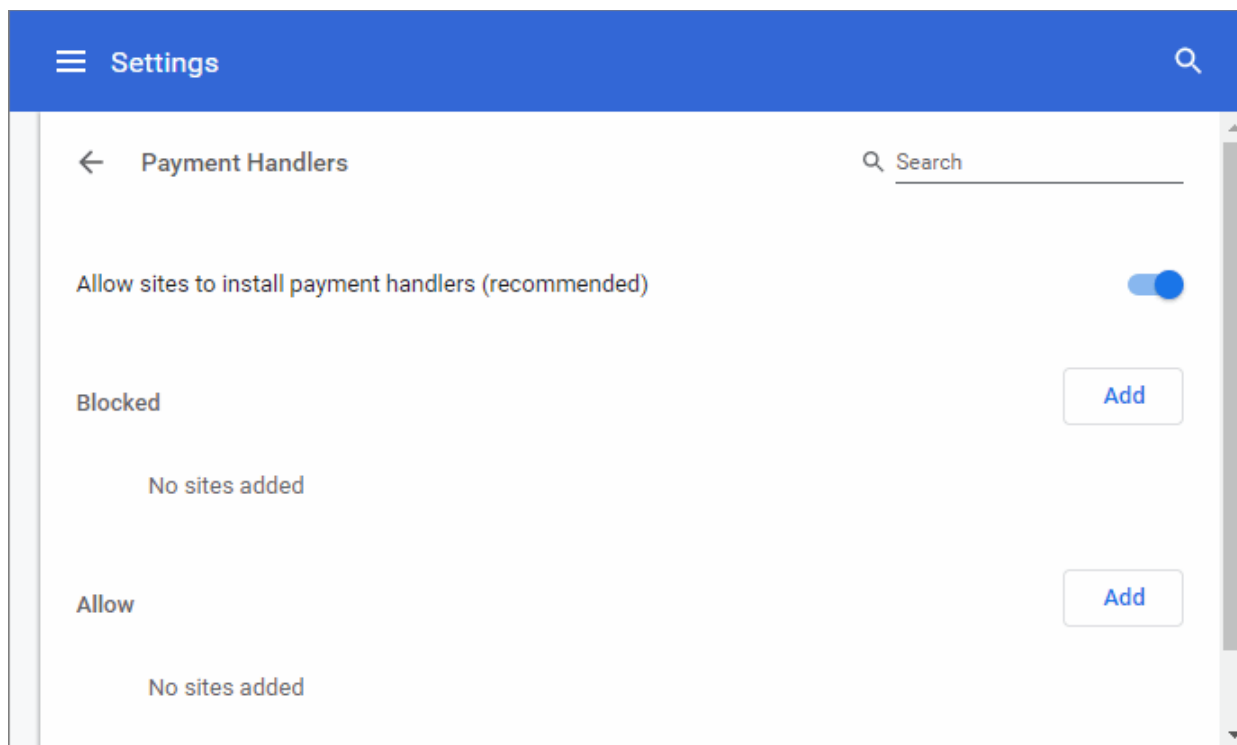 Settings
Payment Handlers
Search
Allow sites to install payment handlers (recommended)
Blocked
Add
No sites added
Allow
Add
No sites added